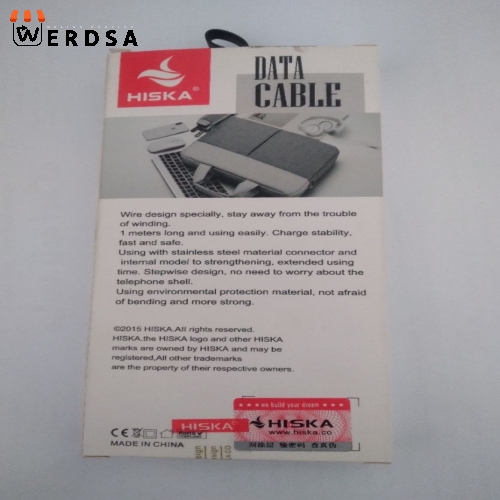 WERDSA
HISKA®
DATA
CABLE
Wire design specially, stay away from the trouble
of winding.
1 meters long and using easily. Charge stability,
fast and safe.
Using with stainless steel material connector and
internal model to strengthening, extended using
time. Stepwise design, no need to worry about the
telephone shell.
Using environmental protection material, not afraid
of bending and more strong.
©2015 HISKA.All rights reserved.
HISKA.the HISKA logo and other HISKA
marks are owned by HISKA and may be
registered,All other trademarks
are the property of their respective owners.
we build your dream
HISKA
HISKA
www.hiska.co
CE
RoHS
MADE IN CHINA